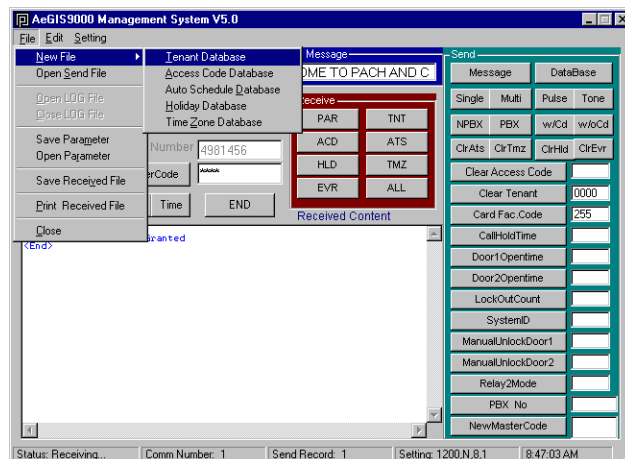 AeGIS9000 Management System V5.0
File Edit Setting
New File
Open Send File
Open LOG File
Close LOG File
Save Parameter
Open Parameter
Save Received File
Print Received File
Close
Tenant Database
Access Code Database
Auto Schedule Database
Holiday Database
Time Zone Database
Message
OME TO PACH AND C
Number 4981456
erCode ****
Time END
Receive
PAR TNT
ACD ATS
HLD TMZ
EVR ALL
Received Content
Granted
<End>
Send
Message DataBase
Single Multi Pulse Tone
NPBX PBX w/Cd w/oCd
ClrAts ClrTmz ClrHld ClrEvr
Clear Access Code
Clear Tenant 0000
Card Fac.Code 255
CallHoldTime
Door1Opentime
Door2Opentime
LockOutCount
SystemID
ManualUnlockDoor1
ManualUnlockDoor2
Relay2Mode
PBX No
NewMasterCode
Status: Receiving... Comm Number: 1 Send Record: 1 Setting: 1200,N,8,1 8:47:03 AM